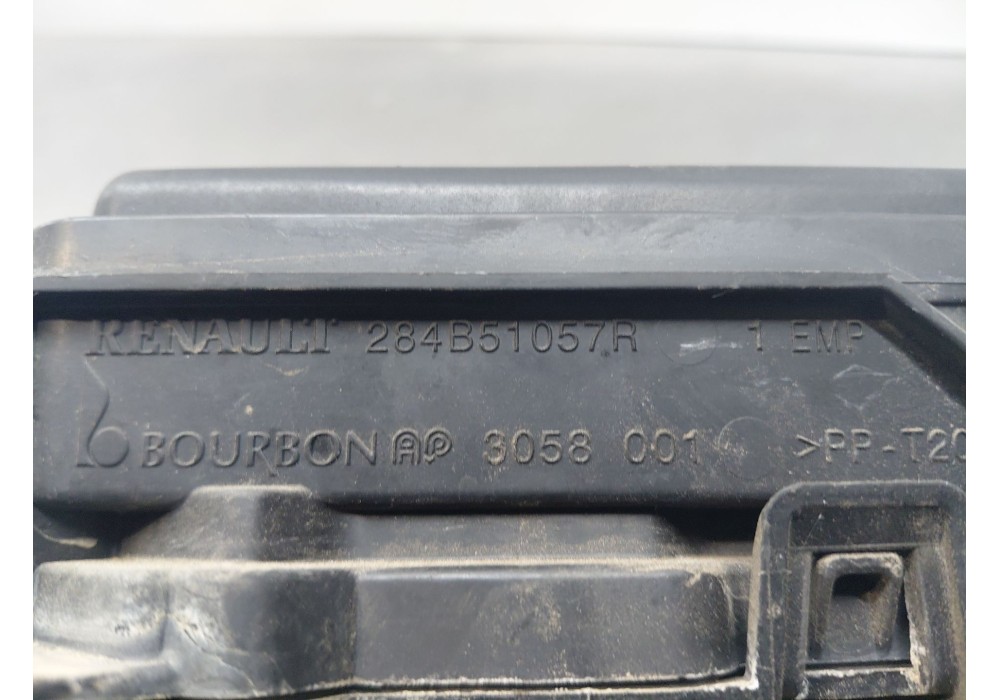 RENAULT 284B51057R 1 EMP
BOURBON AP 3058 001 >PP-T20